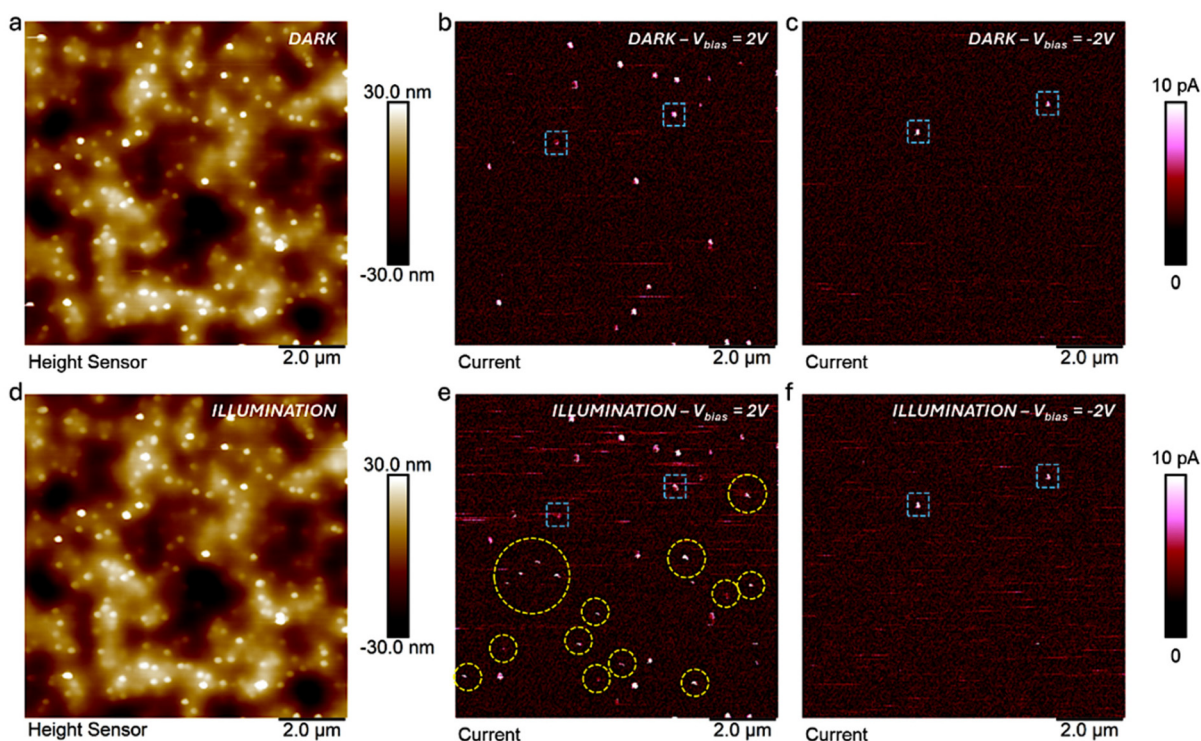 a
DARK
30.0 nm
-30.0 nm
Height Sensor
2.0 µm
b
DARK – Vbias = 2V
Current
2.0 µm
c
DARK – Vbias = -2V
10 pA
0
Current
2.0 µm
d
ILLUMINATION
30.0 nm
-30.0 nm
Height Sensor
2.0 µm
e
ILLUMINATION – Vbias = 2V
Current
2.0 µm
f
ILLUMINATION – Vbias = -2V
10 pA
0
Current
2.0 µm